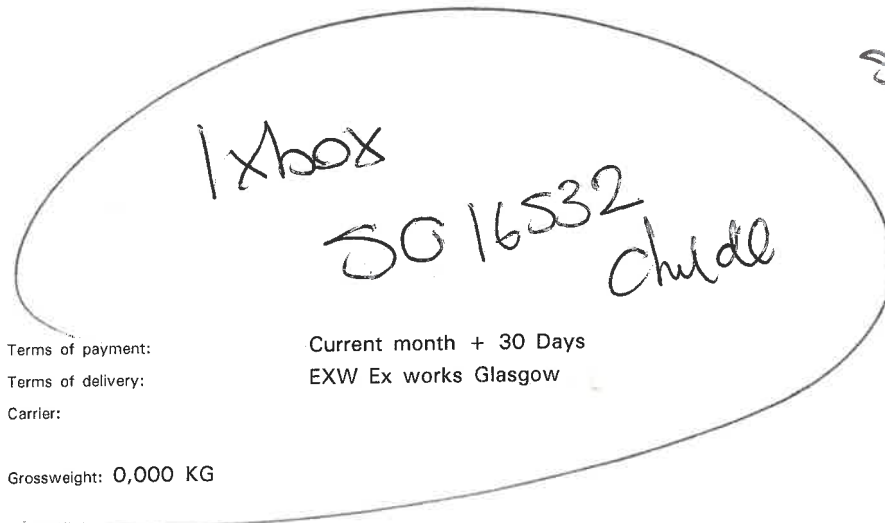 1xbox
SO16532
Terms of payment: Current month + 30 Days
Terms of delivery: EXW Ex works Glasgow
Carrier:
Grossweight: 0,000 KG